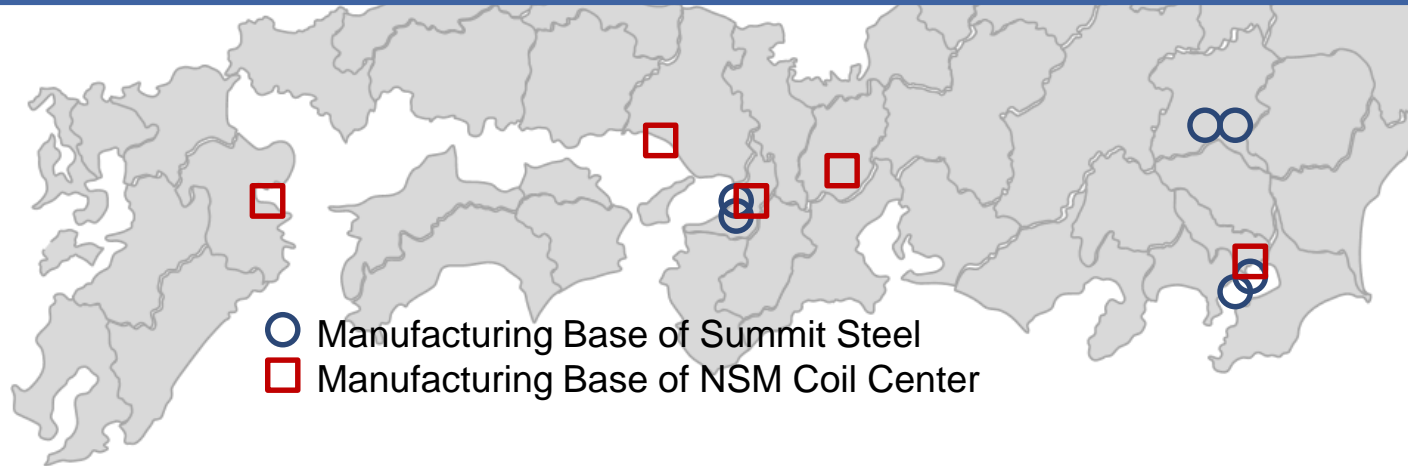 Manufacturing Base of Summit Steel
Manufacturing Base of NSM Coil Center